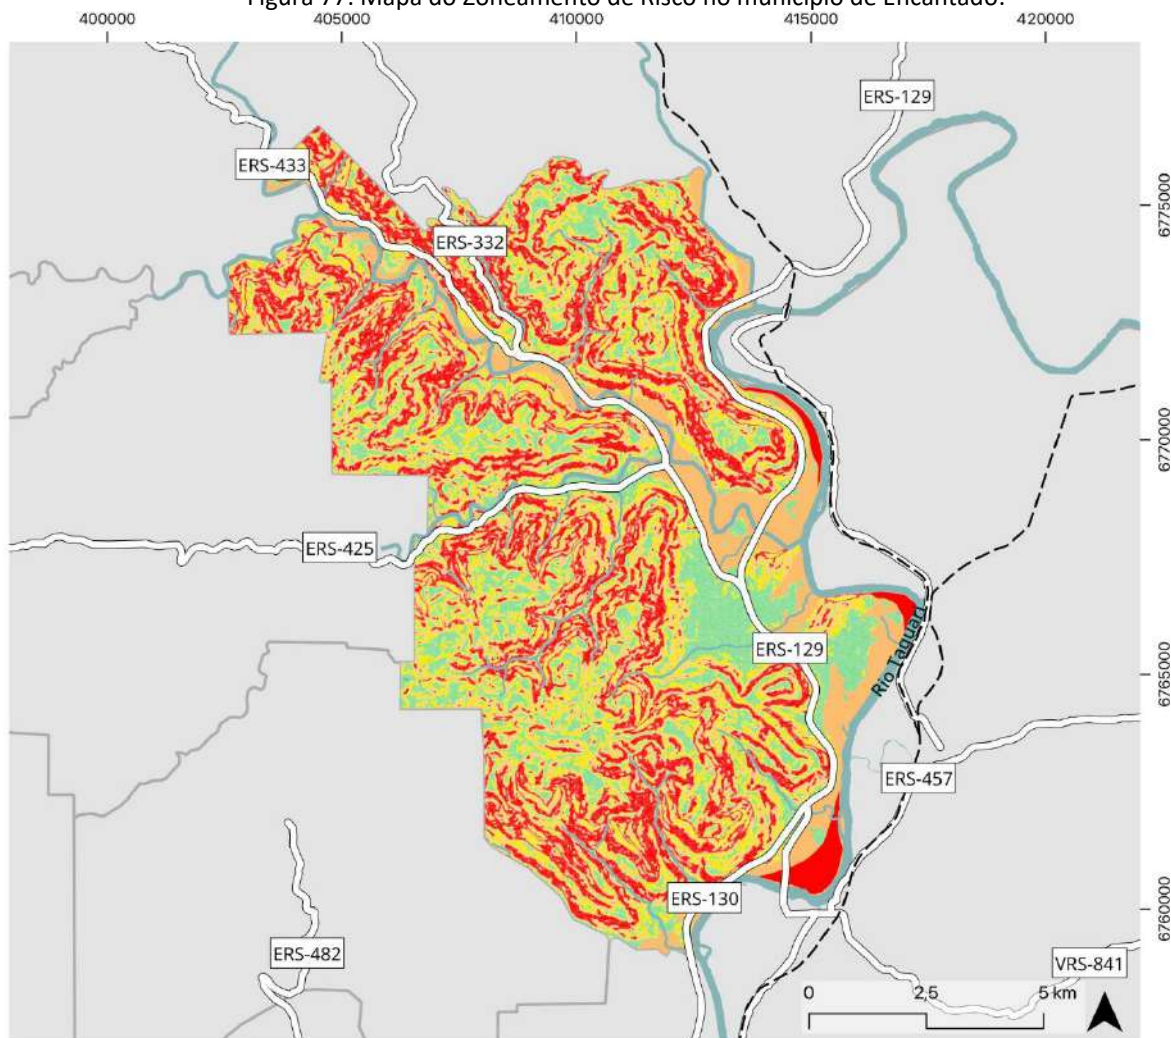 Figura 77: Mapa do Zoneamento de Risco no município de Encantado.
400000 405000 410000 415000 420000
ERS-129
ERS-433
6775000
ERS-332
6770000
ERS-425
ERS-129
Rio Taquari
6765000
ERS-457
ERS-130
6760000
ERS-482
VRS-841
0 2,5 5 km